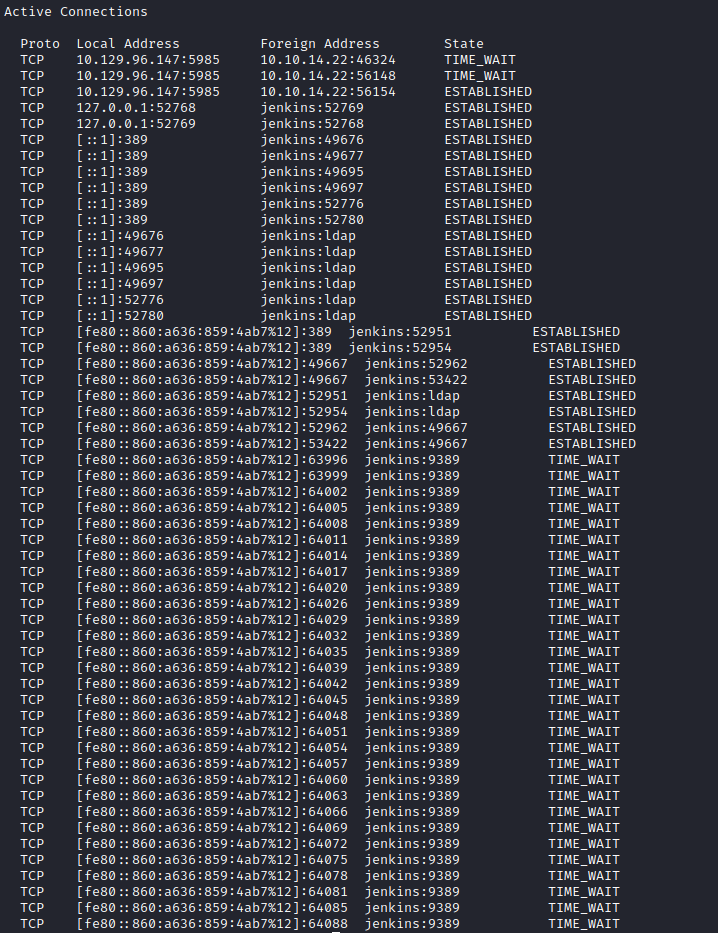 Active Connections
Proto  Local Address          Foreign Address        State
TCP    10.129.96.147:5985     10.10.14.22:46324      TIME_WAIT
TCP    10.129.96.147:5985     10.10.14.22:56148      TIME_WAIT
TCP    10.129.96.147:5985     10.10.14.22:56154      ESTABLISHED
TCP    127.0.0.1:52768        jenkins:52769          ESTABLISHED
TCP    127.0.0.1:52769        jenkins:52768          ESTABLISHED
TCP    [::1]:389              jenkins:49676          ESTABLISHED
TCP    [::1]:389              jenkins:49677          ESTABLISHED
TCP    [::1]:389              jenkins:49695          ESTABLISHED
TCP    [::1]:389              jenkins:49697          ESTABLISHED
TCP    [::1]:389              jenkins:52776          ESTABLISHED
TCP    [::1]:389              jenkins:52780          ESTABLISHED
TCP    [::1]:49676            jenkins:ldap           ESTABLISHED
TCP    [::1]:49677            jenkins:ldap           ESTABLISHED
TCP    [::1]:49695            jenkins:ldap           ESTABLISHED
TCP    [::1]:49697            jenkins:ldap           ESTABLISHED
TCP    [::1]:52776            jenkins:ldap           ESTABLISHED
TCP    [::1]:52780            jenkins:ldap           ESTABLISHED
TCP    [fe80::860:a636:859:4ab7%12]:389  jenkins:52951          ESTABLISHED
TCP    [fe80::860:a636:859:4ab7%12]:389  jenkins:52954          ESTABLISHED
TCP    [fe80::860:a636:859:4ab7%12]:49667  jenkins:52962          ESTABLISHED
TCP    [fe80::860:a636:859:4ab7%12]:49667  jenkins:53422          ESTABLISHED
TCP    [fe80::860:a636:859:4ab7%12]:52951  jenkins:ldap           ESTABLISHED
TCP    [fe80::860:a636:859:4ab7%12]:52954  jenkins:ldap           ESTABLISHED
TCP    [fe80::860:a636:859:4ab7%12]:52962  jenkins:49667          ESTABLISHED
TCP    [fe80::860:a636:859:4ab7%12]:53422  jenkins:49667          ESTABLISHED
TCP    [fe80::860:a636:859:4ab7%12]:63996  jenkins:9389           TIME_WAIT
TCP    [fe80::860:a636:859:4ab7%12]:63999  jenkins:9389           TIME_WAIT
TCP    [fe80::860:a636:859:4ab7%12]:64002  jenkins:9389           TIME_WAIT
TCP    [fe80::860:a636:859:4ab7%12]:64005  jenkins:9389           TIME_WAIT
TCP    [fe80::860:a636:859:4ab7%12]:64008  jenkins:9389           TIME_WAIT
TCP    [fe80::860:a636:859:4ab7%12]:64011  jenkins:9389           TIME_WAIT
TCP    [fe80::860:a636:859:4ab7%12]:64014  jenkins:9389           TIME_WAIT
TCP    [fe80::860:a636:859:4ab7%12]:64017  jenkins:9389           TIME_WAIT
TCP    [fe80::860:a636:859:4ab7%12]:64020  jenkins:9389           TIME_WAIT
TCP    [fe80::860:a636:859:4ab7%12]:64026  jenkins:9389           TIME_WAIT
TCP    [fe80::860:a636:859:4ab7%12]:64029  jenkins:9389           TIME_WAIT
TCP    [fe80::860:a636:859:4ab7%12]:64032  jenkins:9389           TIME_WAIT
TCP    [fe80::860:a636:859:4ab7%12]:64035  jenkins:9389           TIME_WAIT
TCP    [fe80::860:a636:859:4ab7%12]:64039  jenkins:9389           TIME_WAIT
TCP    [fe80::860:a636:859:4ab7%12]:64042  jenkins:9389           TIME_WAIT
TCP    [fe80::860:a636:859:4ab7%12]:64045  jenkins:9389           TIME_WAIT
TCP    [fe80::860:a636:859:4ab7%12]:64048  jenkins:9389           TIME_WAIT
TCP    [fe80::860:a636:859:4ab7%12]:64051  jenkins:9389           TIME_WAIT
TCP    [fe80::860:a636:859:4ab7%12]:64054  jenkins:9389           TIME_WAIT
TCP    [fe80::860:a636:859:4ab7%12]:64057  jenkins:9389           TIME_WAIT
TCP    [fe80::860:a636:859:4ab7%12]:64060  jenkins:9389           TIME_WAIT
TCP    [fe80::860:a636:859:4ab7%12]:64063  jenkins:9389           TIME_WAIT
TCP    [fe80::860:a636:859:4ab7%12]:64066  jenkins:9389           TIME_WAIT
TCP    [fe80::860:a636:859:4ab7%12]:64069  jenkins:9389           TIME_WAIT
TCP    [fe80::860:a636:859:4ab7%12]:64072  jenkins:9389           TIME_WAIT
TCP    [fe80::860:a636:859:4ab7%12]:64075  jenkins:9389           TIME_WAIT
TCP    [fe80::860:a636:859:4ab7%12]:64078  jenkins:9389           TIME_WAIT
TCP    [fe80::860:a636:859:4ab7%12]:64081  jenkins:9389           TIME_WAIT
TCP    [fe80::860:a636:859:4ab7%12]:64085  jenkins:9389           TIME_WAIT
TCP    [fe80::860:a636:859:4ab7%12]:64088  jenkins:9389           TIME_WAIT